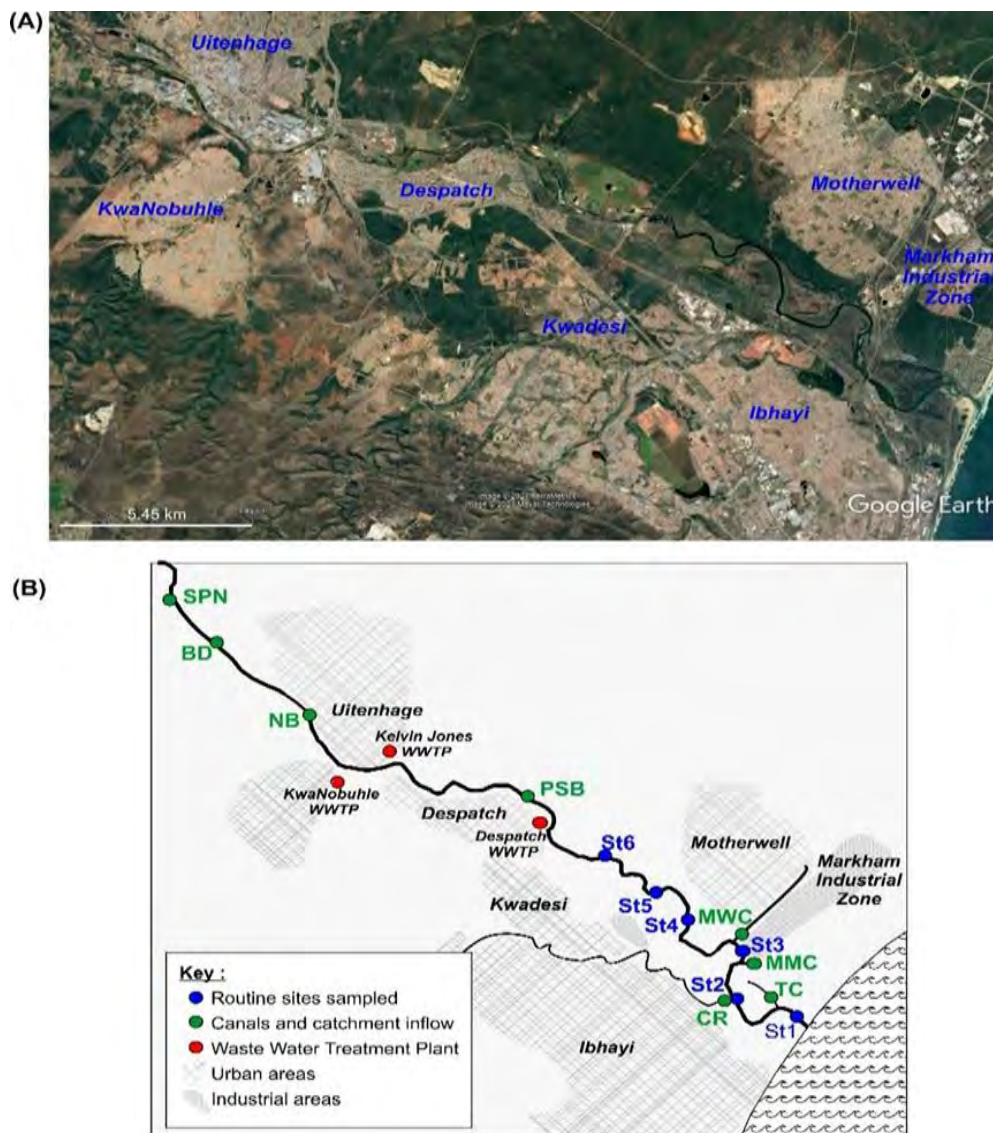 (A)
Uitenhage
Motherwell
Despatch
KwaNobuhle
Markham
Industrial
Zone
Kwadesi
Ibhayi
Google Earth
5.45 km
(B)
SPN
BD
NB
Uitenhage
Kelvin Jones
WWTP
KwaNobuhle
WWTP
PSB
Despatch
Despatch
WWTP
St6
Motherwell
Markham
Industrial
Zone
Kwadesi
St5
St4
MWC
St3
MMC
St2
TC
CR
St1
Ibhayi
Key :
Routine sites sampled
Canals and catchment inflow
Waste Water Treatment Plant
Urban areas
Industrial areas